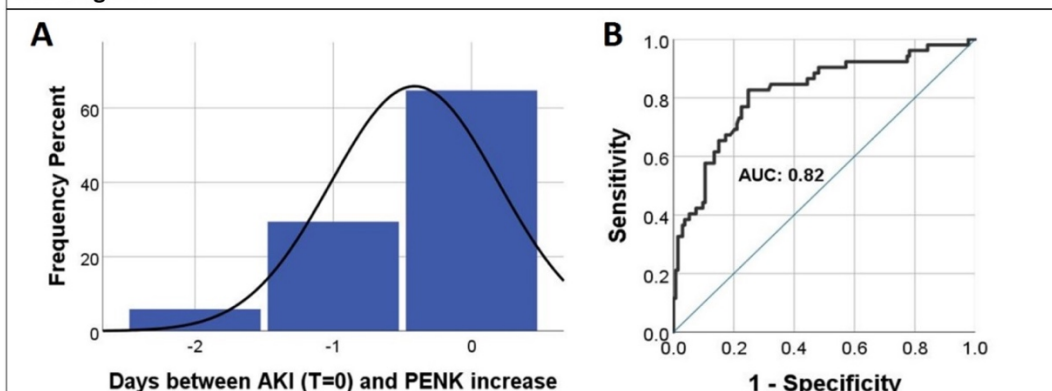 A
B
Frequency Percent
60
40
20
0
-2
-1
0
Days between AKI (T=0) and PENK increase
Sensitivity
1.0
0.8
0.6
0.4
0.2
0.0
AUC: 0.82
0.0
0.2
0.4
0.6
0.8
1.0
1 - Specificity